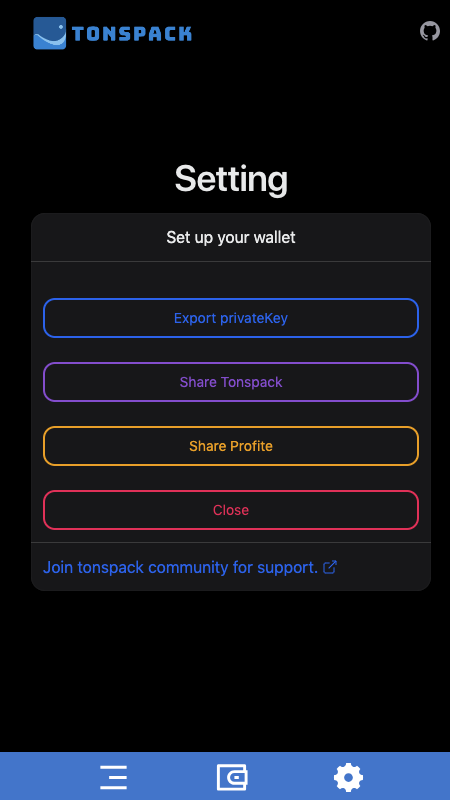 TONSPACK
Setting
Set up your wallet
Export privateKey
Share Tonspack
Share Profite
Close
Join tonspack community for support.